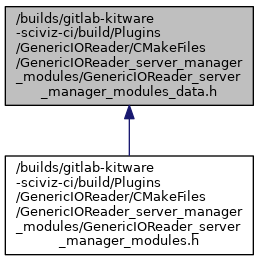 /builds/gitlab-kitware
-sciviz-ci/build/Plugins
/GenericIOReader/CMakeFiles
/GenericIOReader_server_manager
_modules/GenericIOReader_server
_manager_modules_data.h
/builds/gitlab-kitware
-sciviz-ci/build/Plugins
/GenericIOReader/CMakeFiles
/GenericIOReader_server_manager
_modules/GenericIOReader_server
_manager_modules.h